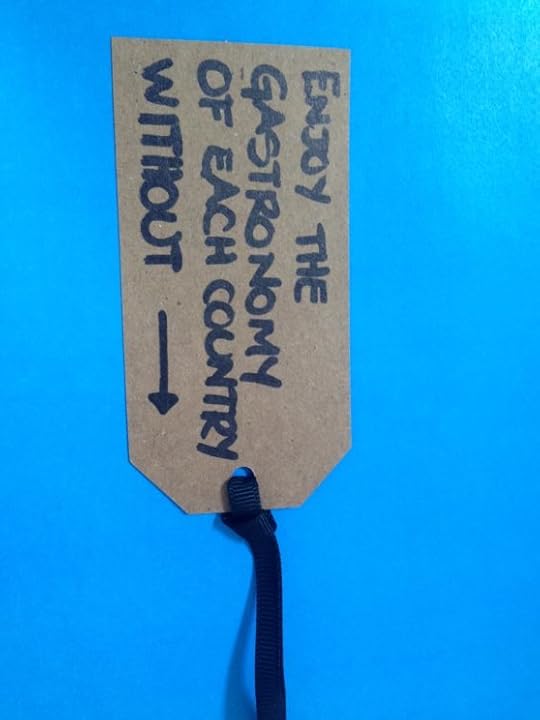 ENJOY THE
GASTRONOMY
OF EACH COUNTRY
WITHOUT →